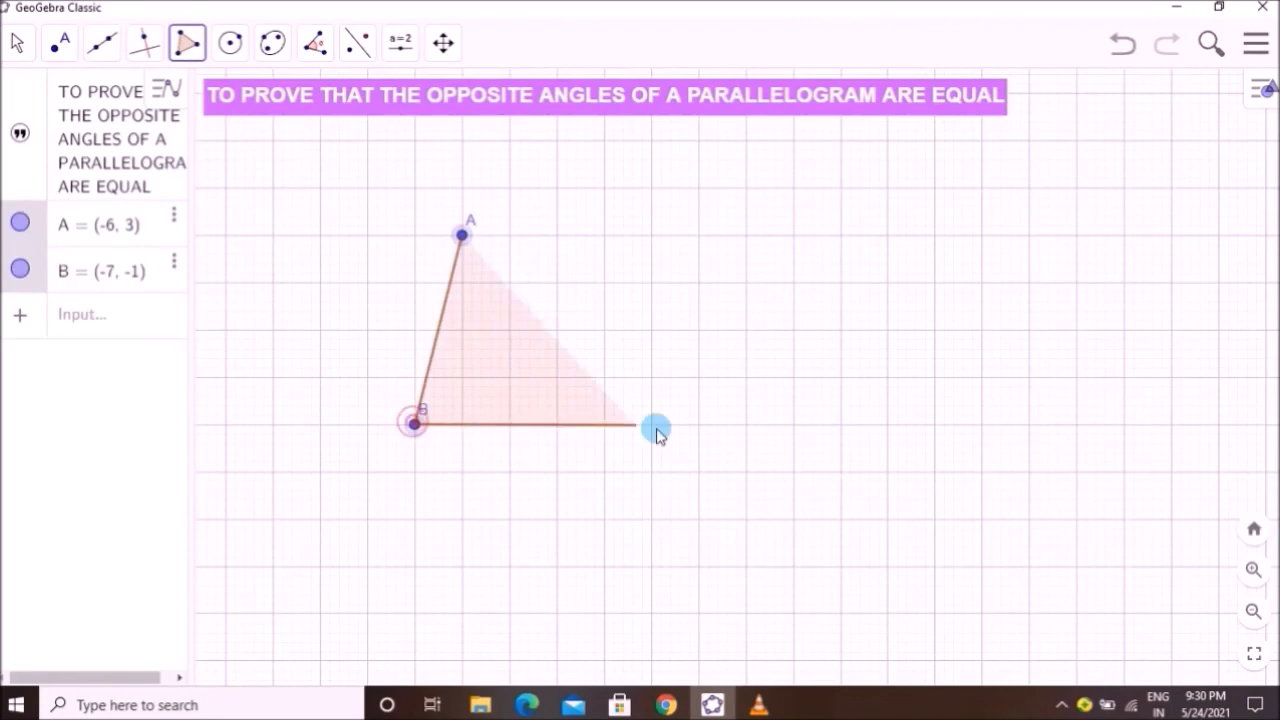 GeoGebra Classic
A
a=2
TO PROVE THAT THE OPPOSITE ANGLES OF A PARALLELOGRAM ARE EQUAL
TO PROVE
THE OPPOSITE
ANGLES OF A
PARALLELOGRA
ARE EQUAL
A = (-6, 3)
B = (-7, -1)
Input...
A
B
Type here to search
ENG
IN
9:30 PM
5/24/2021